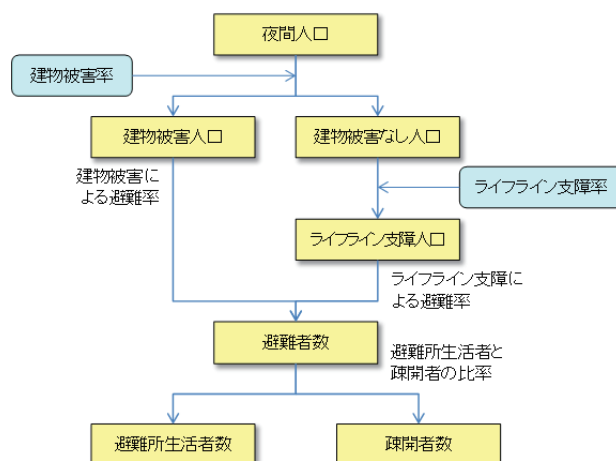 夜間人口
建物被害率
建物被害人口
建物被害なし人口
建物被害に
よる避難率
ライフライン支障率
ライフライン支障人口
ライフライン支障に
よる避難率
避難者数
避難所生活者と
疎開者の比率
避難所生活者数
疎開者数